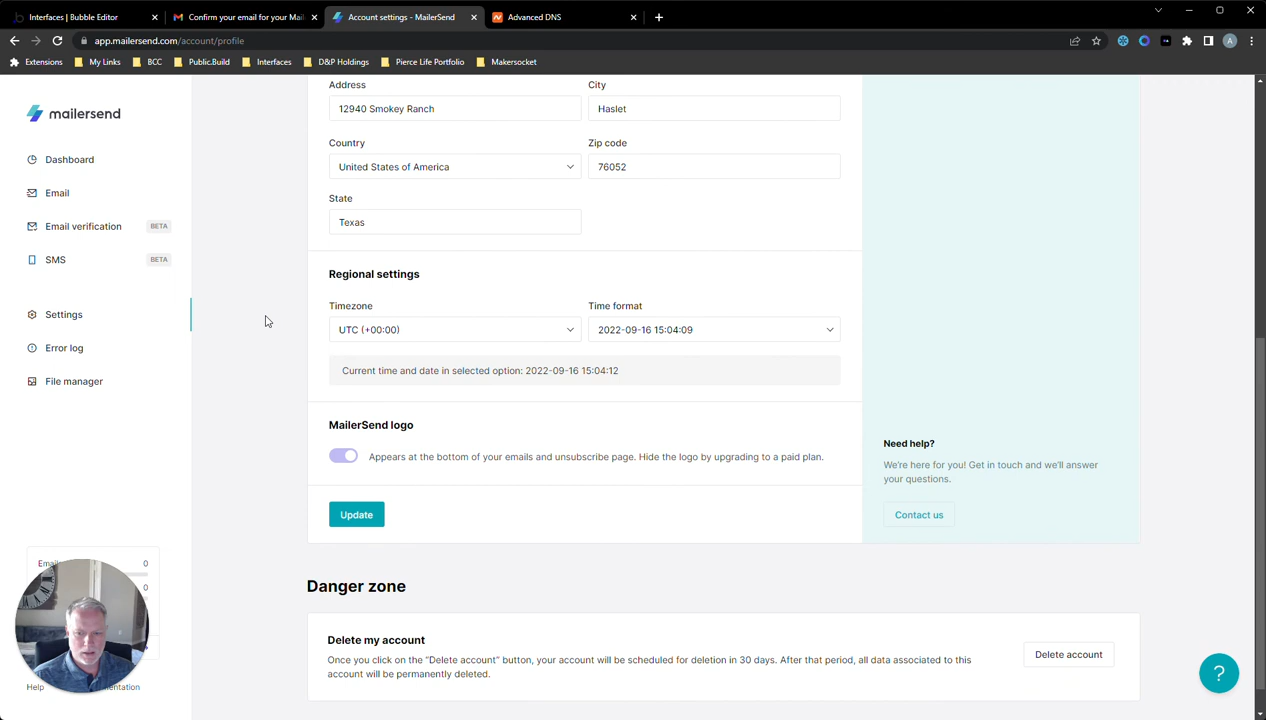 Interfaces | Bubble Editor
Confirm your email for your Mai
Account settings - MailerSend
Advanced DNS
app.mailersend.com/account/profile
A
Extensions
My Links
BCC
Public.Build
Interfaces
D&P Holdings
Pierce Life Portfolio
Makersocket
mailersend
Dashboard
Email
Email verification BETA
SMS BETA
Settings
Error log
File manager
0
0
Help
Address City
12940 Smokey Ranch Haslet
Country Zip code
United States of America 76052
State
Texas
Regional settings
Timezone Time format
UTC (+00:00) 2022-09-16 15:04:09
Current time and date in selected option: 2022-09-16 15:04:12
MailerSend logo
Appears at the bottom of your emails and unsubscribe page. Hide the logo by upgrading to a paid plan.
Update
Need help?
We're here for you! Get in touch and we'll answer
your questions.
Contact us
Danger zone
Delete my account
Once you click on the "Delete account" button, your account will be scheduled for deletion in 30 days. After that period, all data associated to this
account will be permanently deleted.
Delete account
?